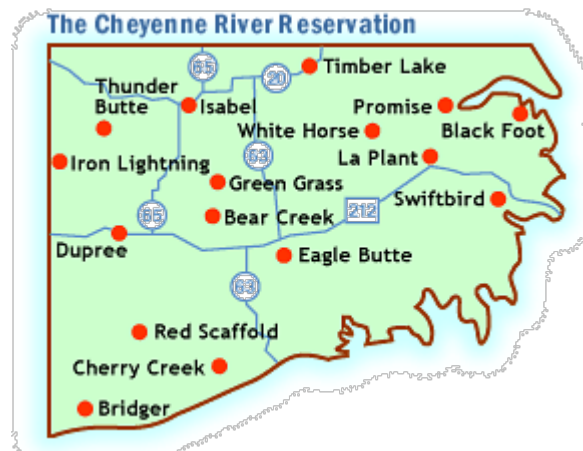 The Cheyenne River Reservation
65
20
Timber Lake
Thunder
Butte
Isabel
Promise
White Horse
Black Foot
63
La Plant
Iron Lightning
Green Grass
Swiftbird
65
Bear Creek
212
Dupree
Eagle Butte
63
Red Scaffold
Cherry Creek
Bridger